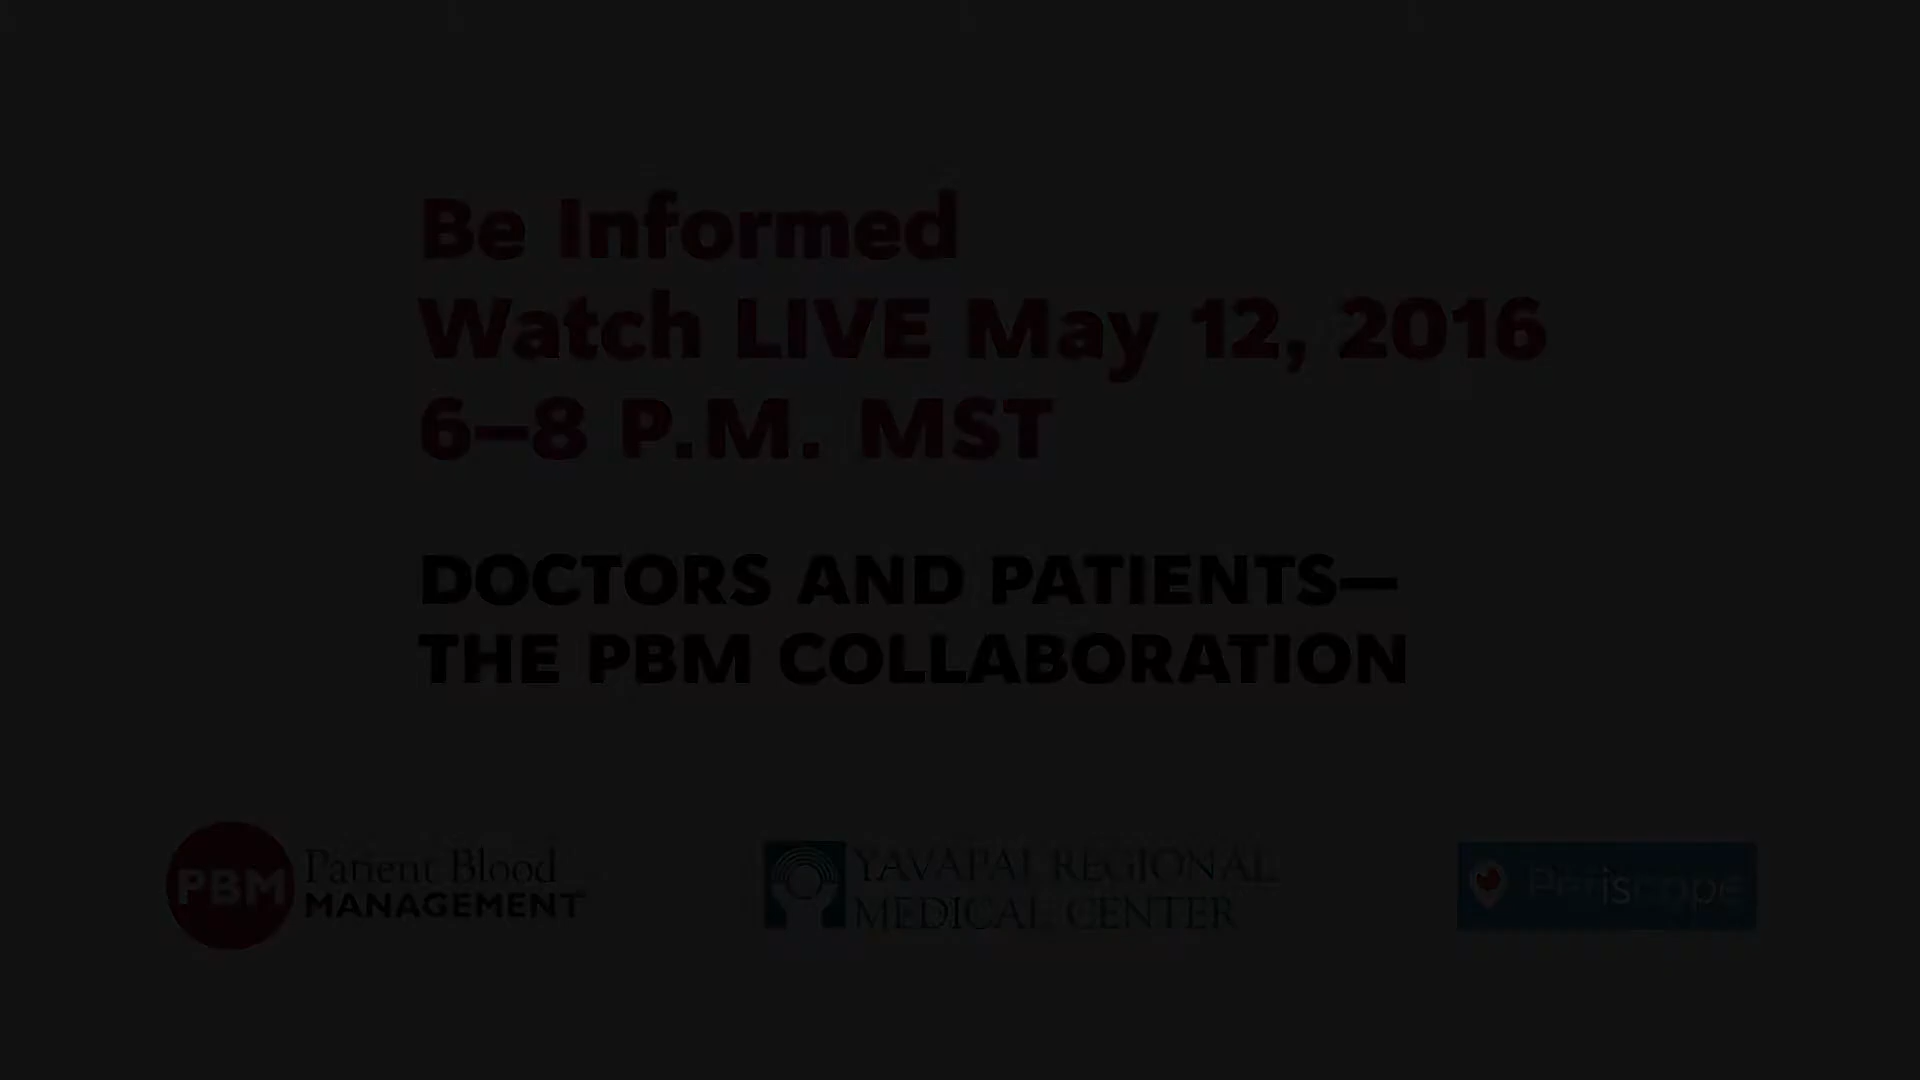 Be Informed
Watch LIVE May 12, 2016
6–8 P.M. MST
DOCTORS AND PATIENTS—
THE PBM COLLABORATION
PBM
Patient Blood
MANAGEMENT
YAVAPAI REGIONAL
MEDICAL CENTER
Periscope